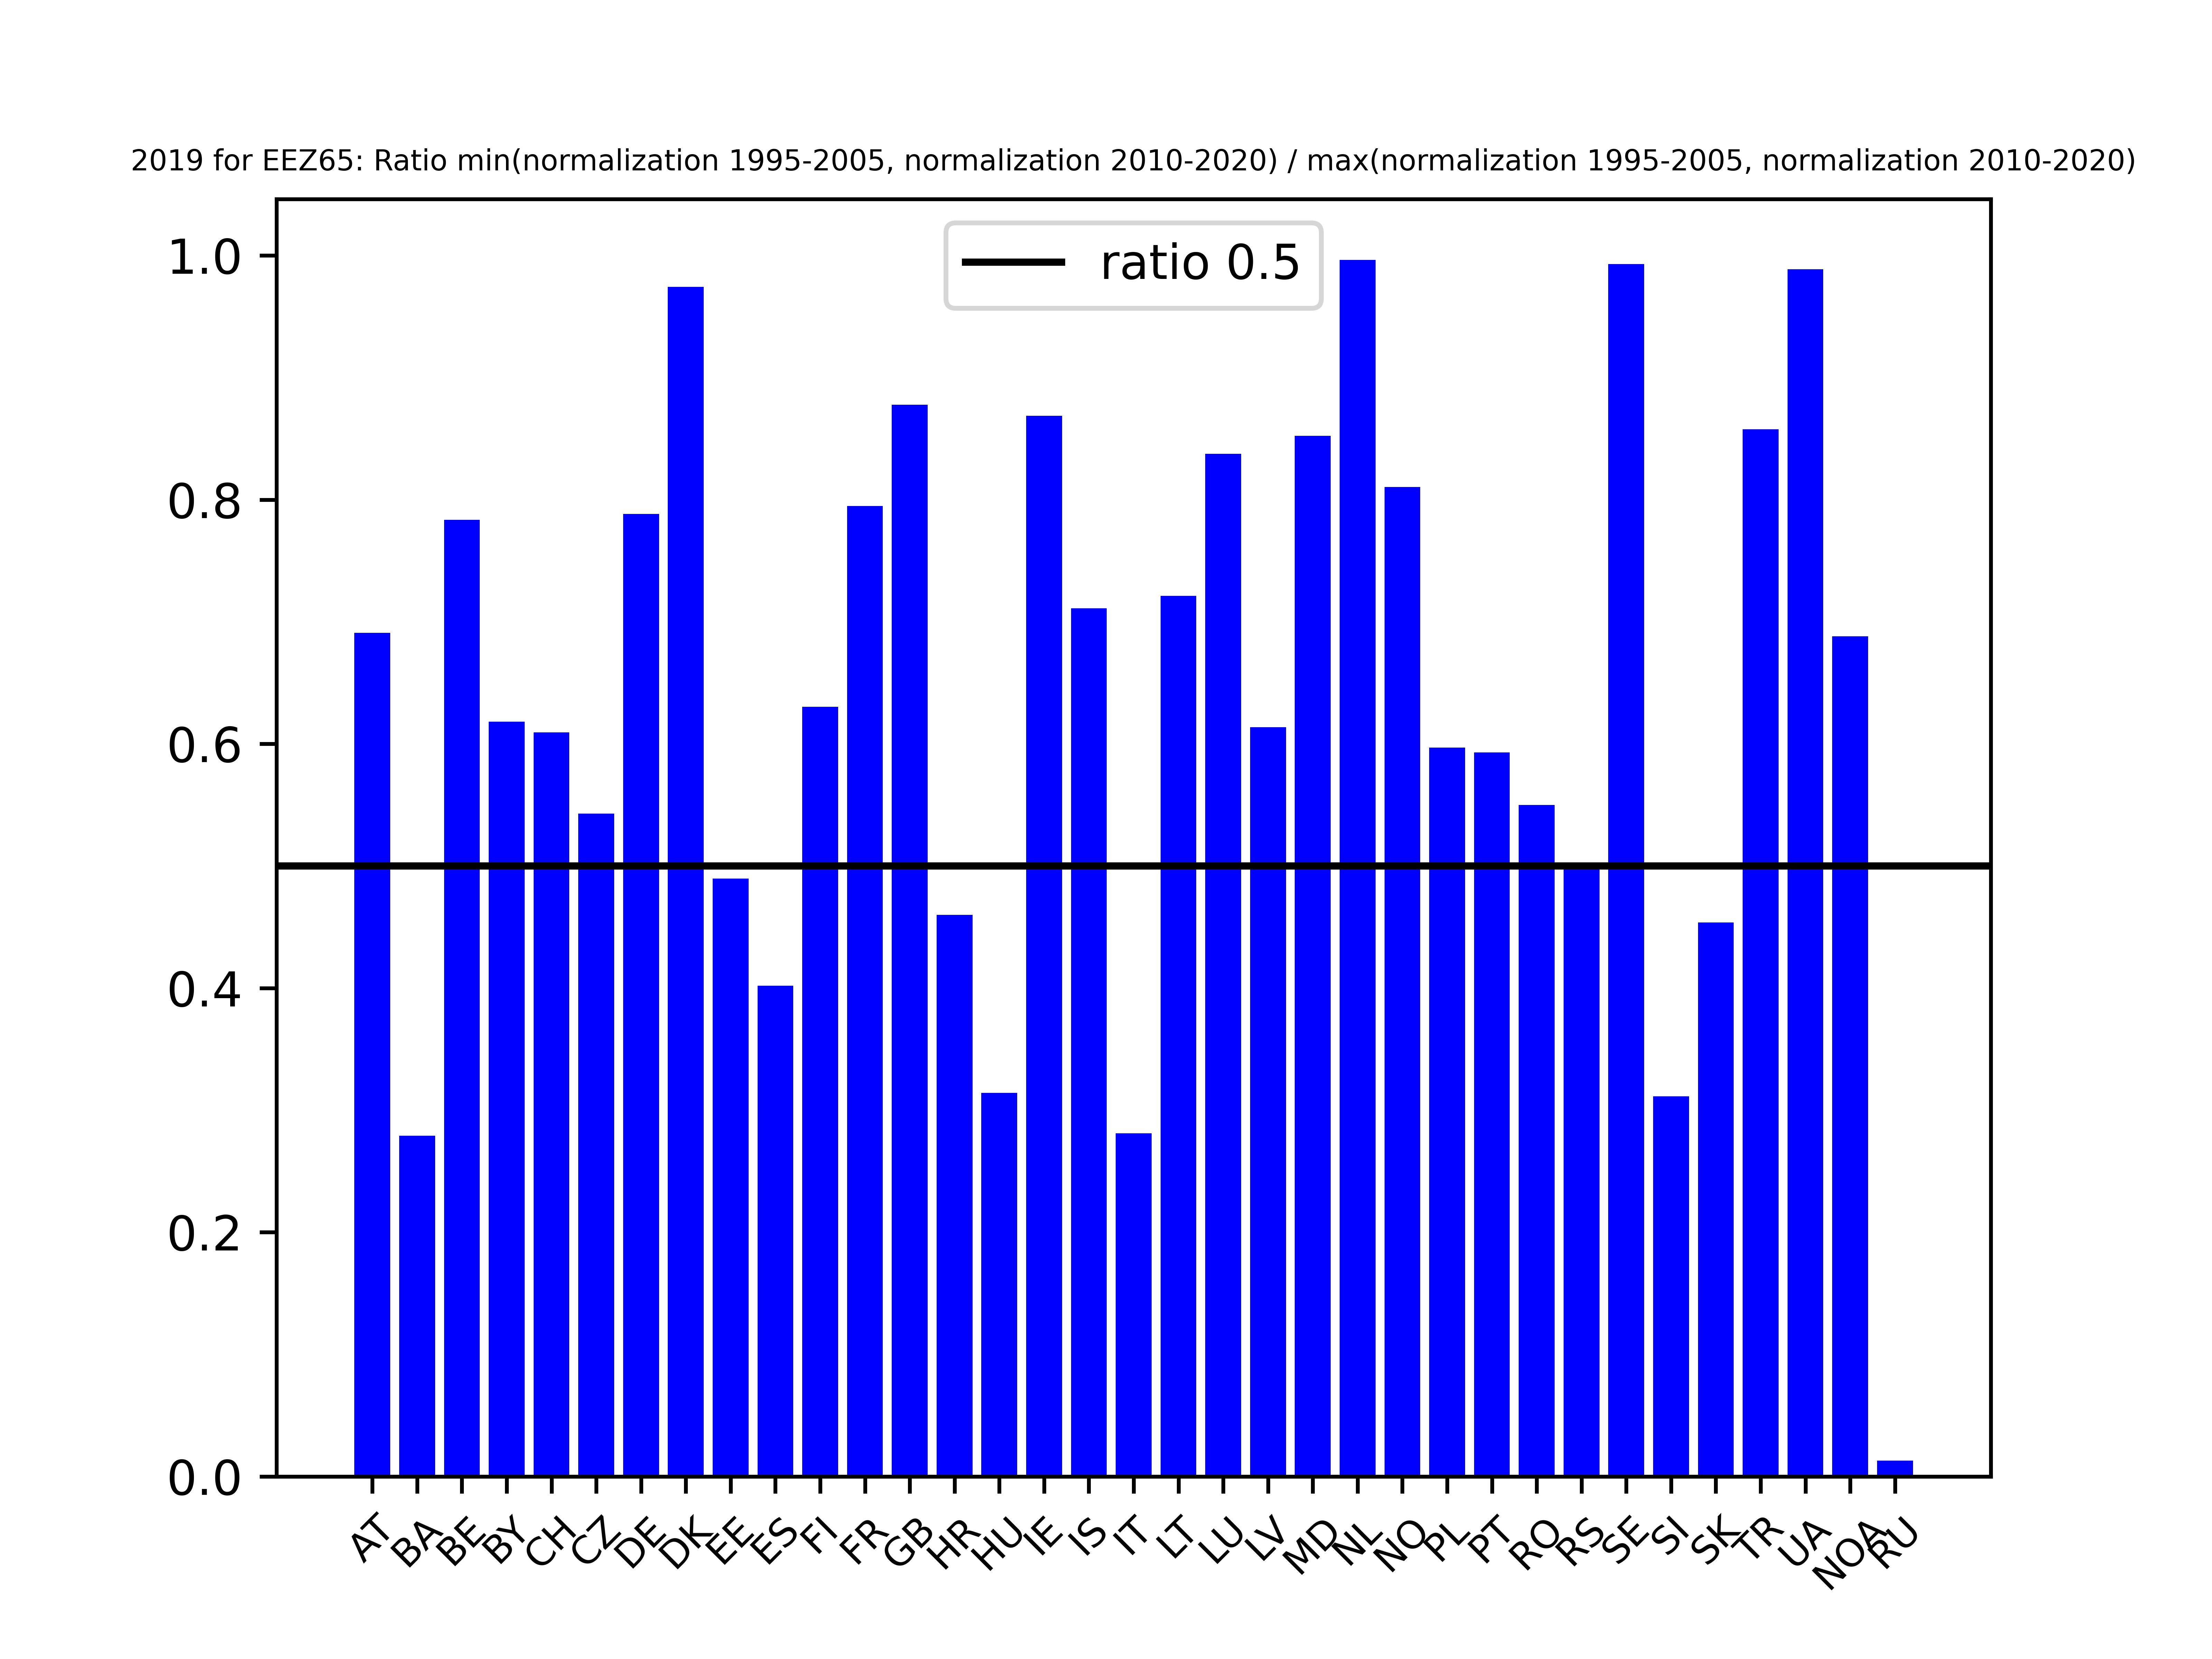 2019 for EEZ65: Ratio min(normalization 1995-2005, normalization 2010-2020) / max(normalization 1995-2005, normalization 2010-2020)
ratio 0.5
1.0
0.8
0.6
0.4
0.2
0.0
AT BA BE BY CH CZ DE DK EE ES FI FR GB HR HU IE IS IT LT LU LV MD NL NO PL PT RO RS SE SI SK TR UA NOA RU